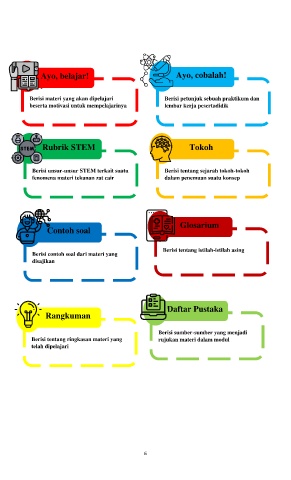 Ayo, belajar!
Berisi materi yang akan dipelajari
beserta motivasi untuk mempelajarinya
Ayo, cobalah!
Berisi petunjuk sebuah praktikum dan
lembar kerja pesertadidik
STEM
Rubrik STEM
Berisi unsur-unsur STEM terkait suatu
fenomena materi tekanan zat cair
Tokoh
Berisi tentang sejarah tokoh-tokoh
dalam penemuan suatu konsep
Contoh soal
Berisi contoh soal dari materi yang
disajikan
Glosarium
Berisi tentang istilah-istilah asing
Rangkuman
Berisi tentang ringkasan materi yang
telah dipelajari
Daftar Pustaka
Berisi sumber-sumber yang menjadi
rujukan materi dalam modul
6